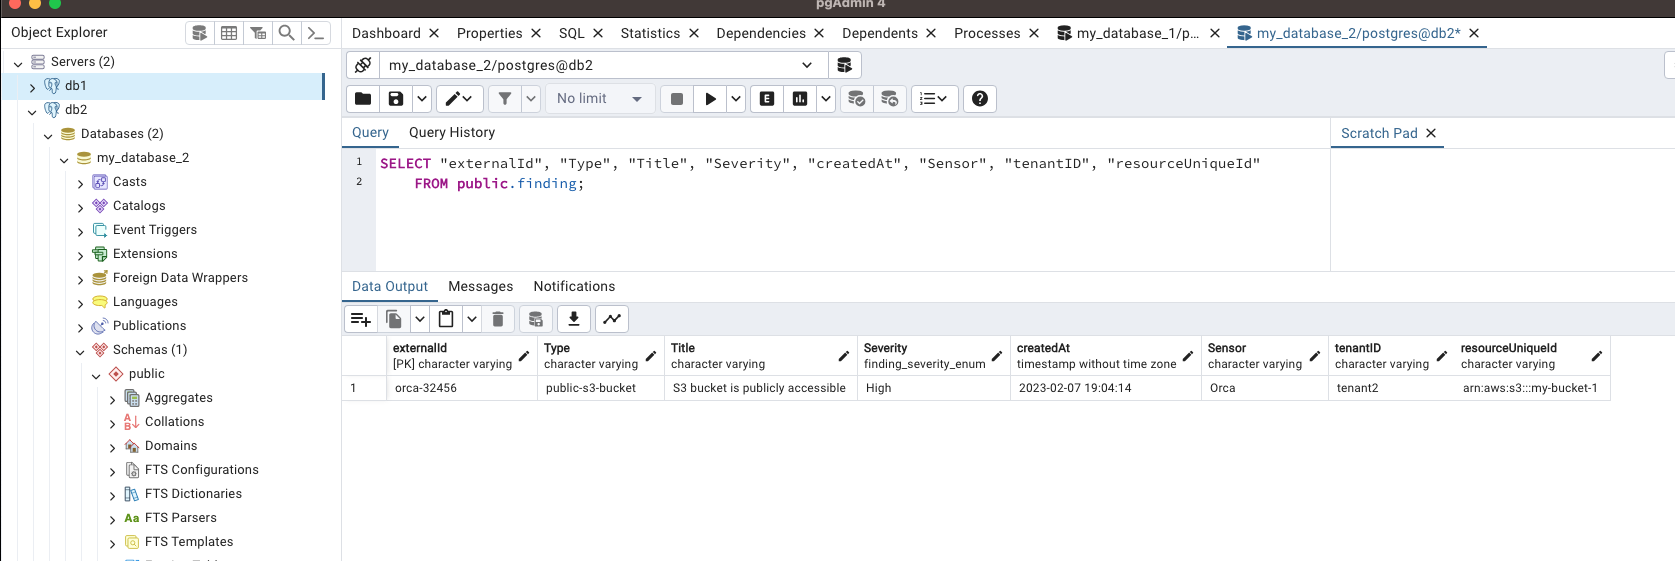 pgAdmin 4
Object Explorer
Dashboard
Properties
SQL
Statistics
Dependencies
Dependents
Processes
my_database_1/p...
my_database_2/postgres@db2*
Servers (2)
db1
db2
Databases (2)
my_database_2
Casts
Catalogs
Event Triggers
Extensions
Foreign Data Wrappers
Languages
Publications
Schemas (1)
public
Aggregates
Collations
Domains
FTS Configurations
FTS Dictionaries
Aa FTS Parsers
FTS Templates
my_database_2/postgres@db2
No limit
E
Query
Query History
Scratch Pad
1 SELECT "externalId", "Type", "Title", "Severity", "createdAt", "Sensor", "tenantID", "resourceUniqueId"
2 FROM public.finding;
Data Output
Messages
Notifications
externalId
[PK] character varying
Type
character varying
Title
character varying
Severity
finding_severity_enum
createdAt
timestamp without time zone
Sensor
character varying
tenantID
character varying
resourceUniqueId
character varying
1 orca-32456 public-s3-bucket S3 bucket is publicly accessible High 2023-02-07 19:04:14 Orca tenant2 arn:aws:s3:::my-bucket-1